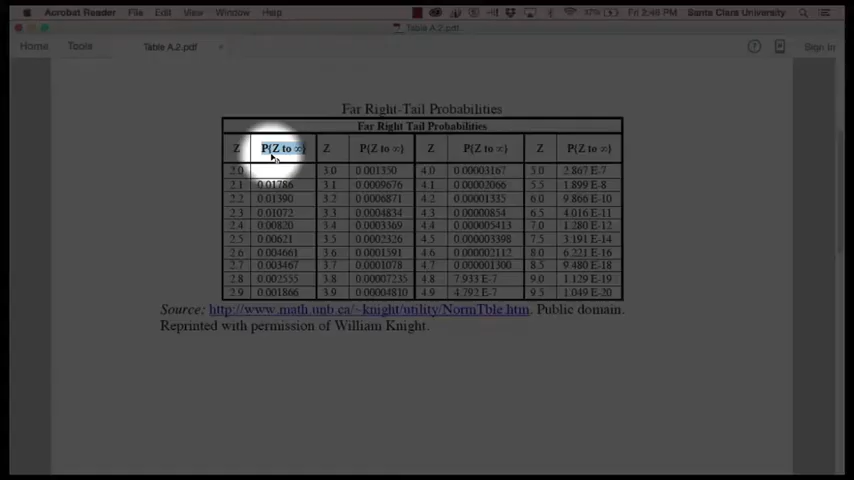 Acrobat Reader File Edit View Window Help 37% Fri 2:46 PM Santa Clara University
Table A.2.pdf
Home Tools Table A.2.pdf × ? Sign In
Far Right-Tail Probabilities
Far Right Tail Probabilities
Z P(Z to ∞) Z P(Z to ∞) Z P(Z to ∞) Z P(Z to ∞)
2.0 3.0 0.001350 4.0 0.00003167 5.0 2.867 E-7
2.1 0.01786 3.1 0.0009676 4.1 0.00002066 5.5 1.899 E-8
2.2 0.01390 3.2 0.0006871 4.2 0.00001335 6.0 9.866 E-10
2.3 0.01072 3.3 0.0004834 4.3 0.00000854 6.5 4.016 E-11
2.4 0.00820 3.4 0.0003369 4.4 0.000005413 7.0 1.280 E-12
2.5 0.00621 3.5 0.0002326 4.5 0.000003398 7.5 3.191 E-14
2.6 0.004661 3.6 0.0001591 4.6 0.000002112 8.0 6.221 E-16
2.7 0.003467 3.7 0.0001078 4.7 0.000001300 8.5 9.480 E-18
2.8 0.002555 3.8 0.00007235 4.8 7.933 E-7 9.0 1.129 E-19
2.9 0.001866 3.9 0.00004810 4.9 4.792 E-7 9.5 1.049 E-20
Source: http://www.math.unb.ca/~knight/utility/NormTble.htm. Public domain.
Reprinted with permission of William Knight.